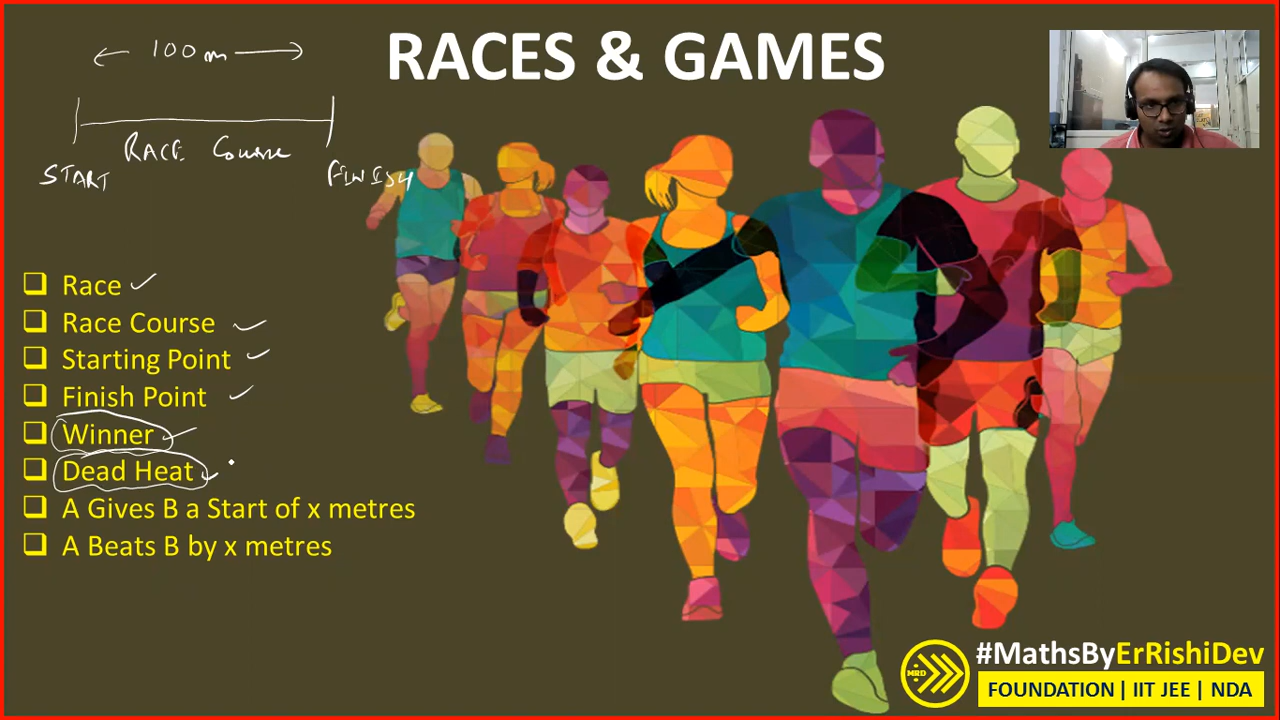 100m
RACES & GAMES
RACE Course
START
FINISH
Race
Race Course
Starting Point
Finish Point
Winner
Dead Heat
A Gives B a Start of x metres
A Beats B by x metres
#MathsByErRishiDev
MRD
FOUNDATION | IIT JEE | NDA